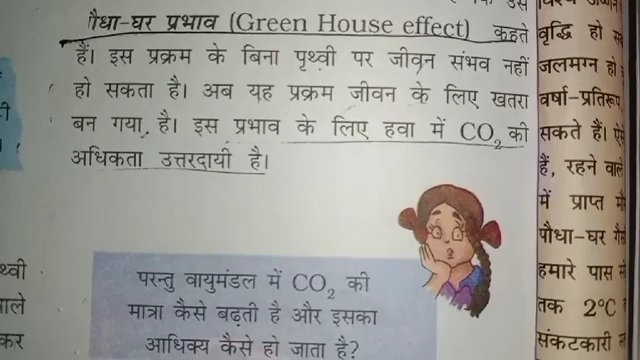 पौधा-घर प्रभाव (Green House effect) कहते
हैं। इस प्रक्रम के बिना पृथ्वी पर जीवन संभव नहीं
हो सकता है। अब यह प्रक्रम जीवन के लिए खतरा
बन गया है। इस प्रभाव के लिए हवा में CO₂ की
अधिकता उत्तरदायी है।
परन्तु वायुमंडल में CO₂ की
मात्रा कैसे बढ़ती है और इसका
आधिक्य कैसे हो जाता है?
वृद्धि हो
जलमग्न हो
वर्षा-प्रतिरूप
सकते हैं।
हैं, रहने वाले
में प्राप्त
पौधा-घर
हमारे पास
तक 2°C
संकटकारी